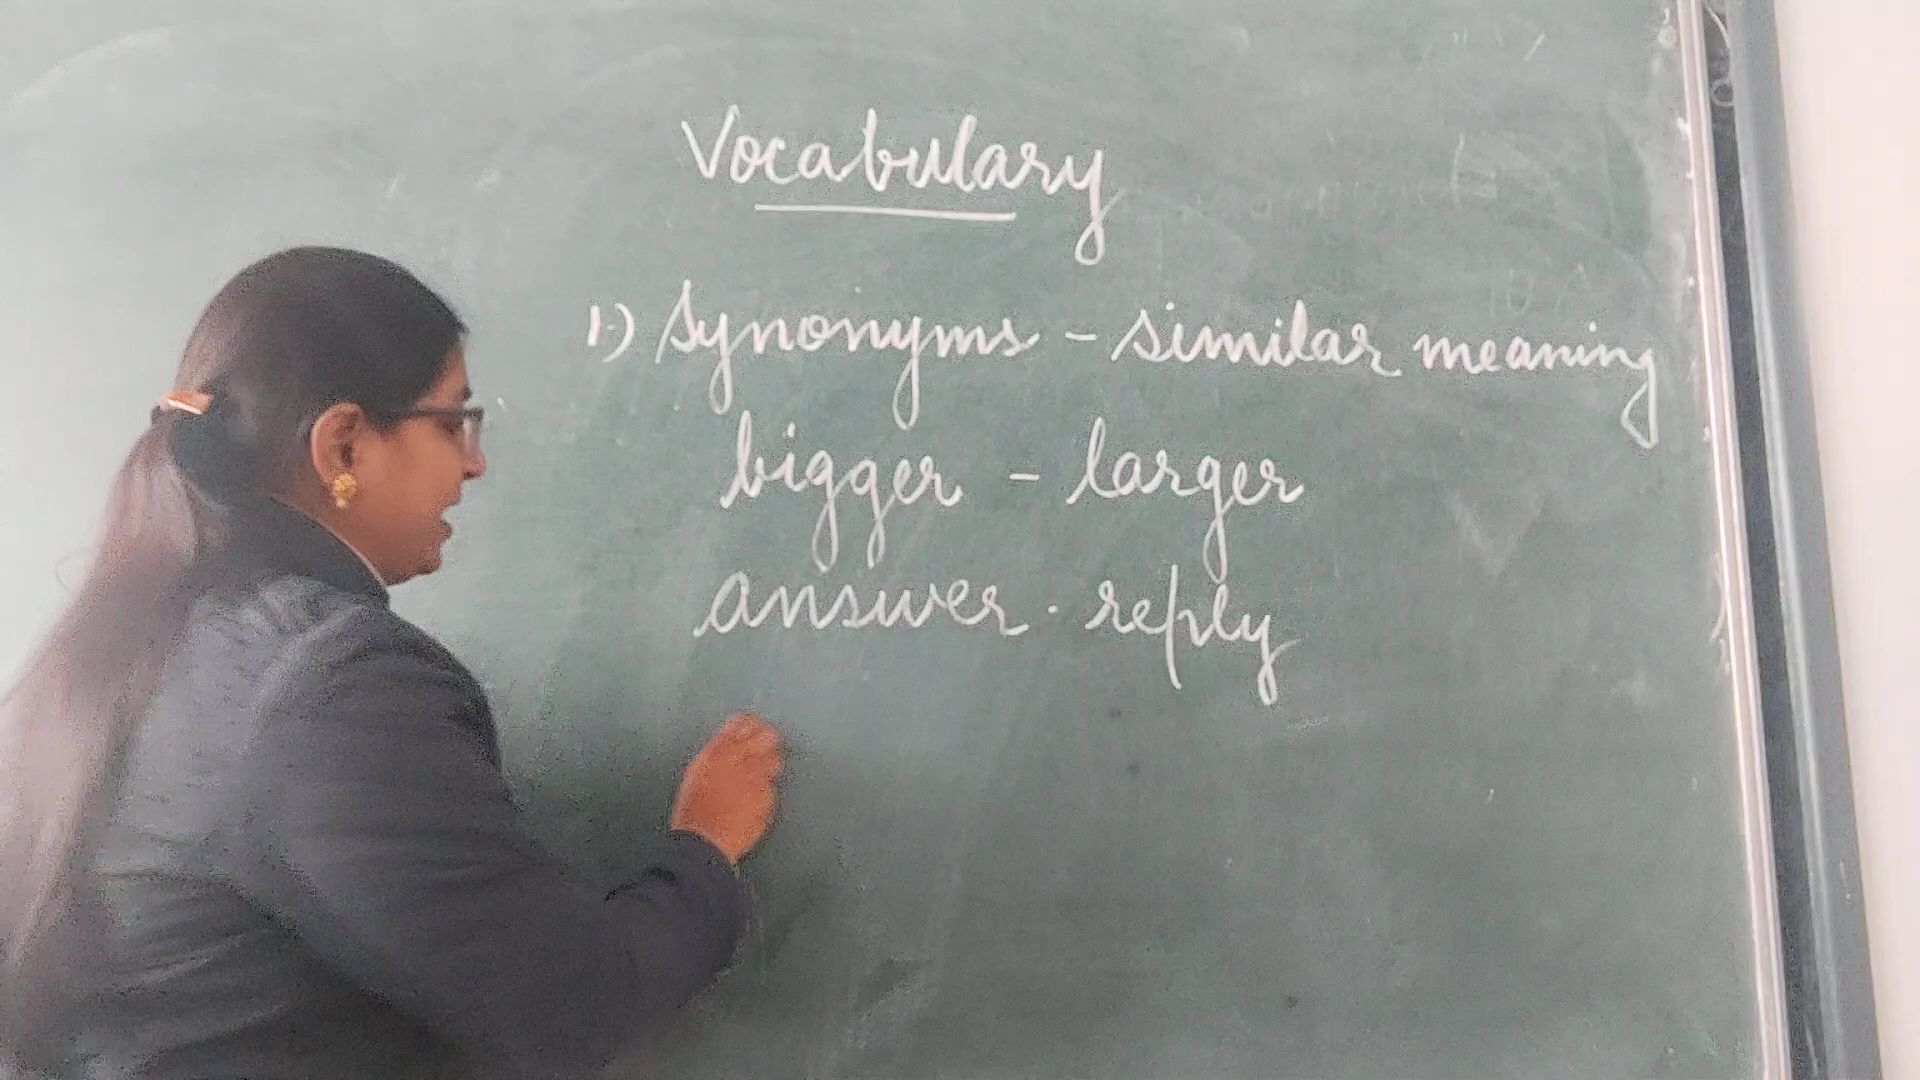 Vocabulary
1.) Synonyms - similar meaning
bigger - larger
answer - reply